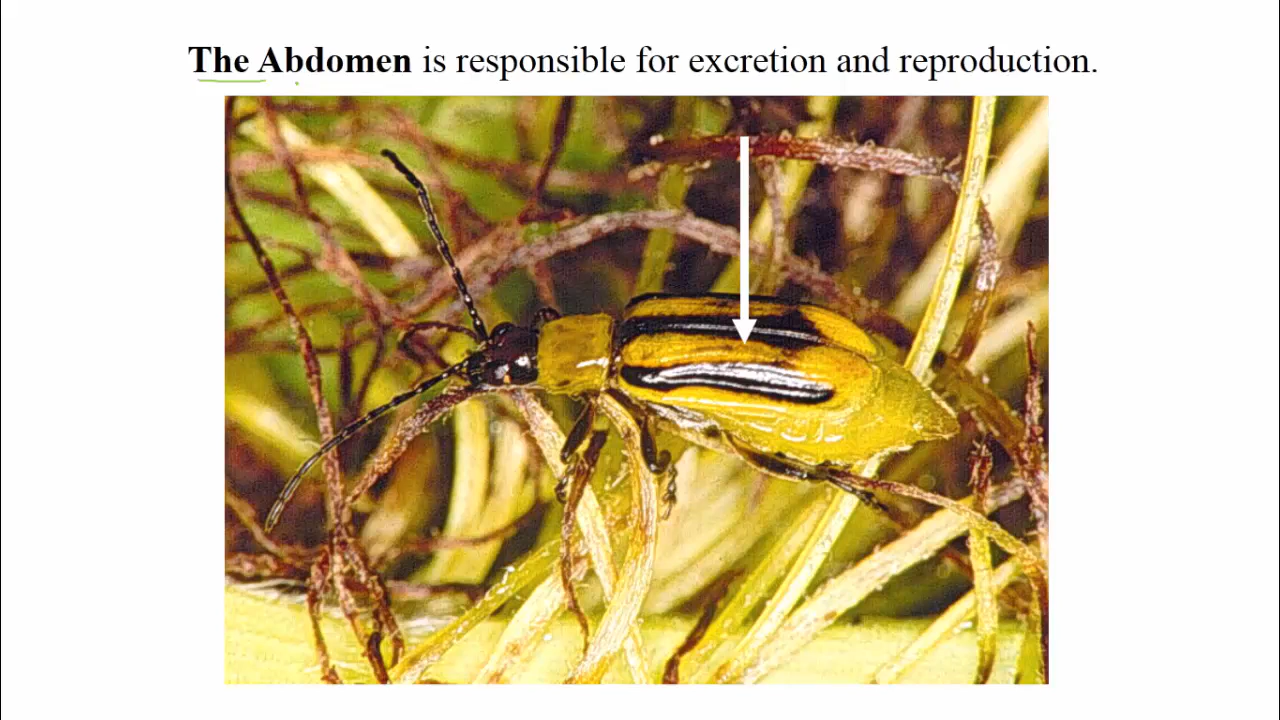 The Abdomen is responsible for excretion and reproduction.